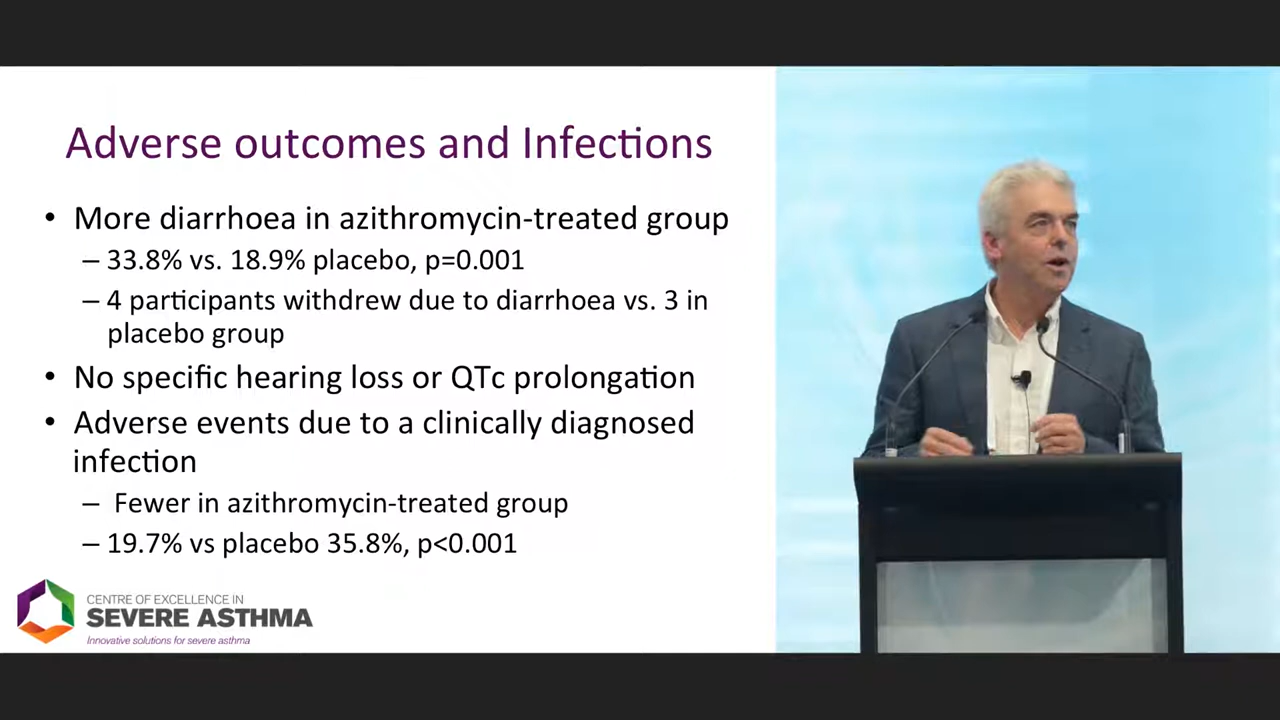 Adverse outcomes and Infections
• More diarrhoea in azithromycin-treated group
– 33.8% vs. 18.9% placebo, p=0.001
– 4 participants withdrew due to diarrhoea vs. 3 in
placebo group
• No specific hearing loss or QTc prolongation
• Adverse events due to a clinically diagnosed
infection
– Fewer in azithromycin-treated group
– 19.7% vs placebo 35.8%, p<0.001
CENTRE OF EXCELLENCE IN
SEVERE ASTHMA
Innovative solutions for severe asthma